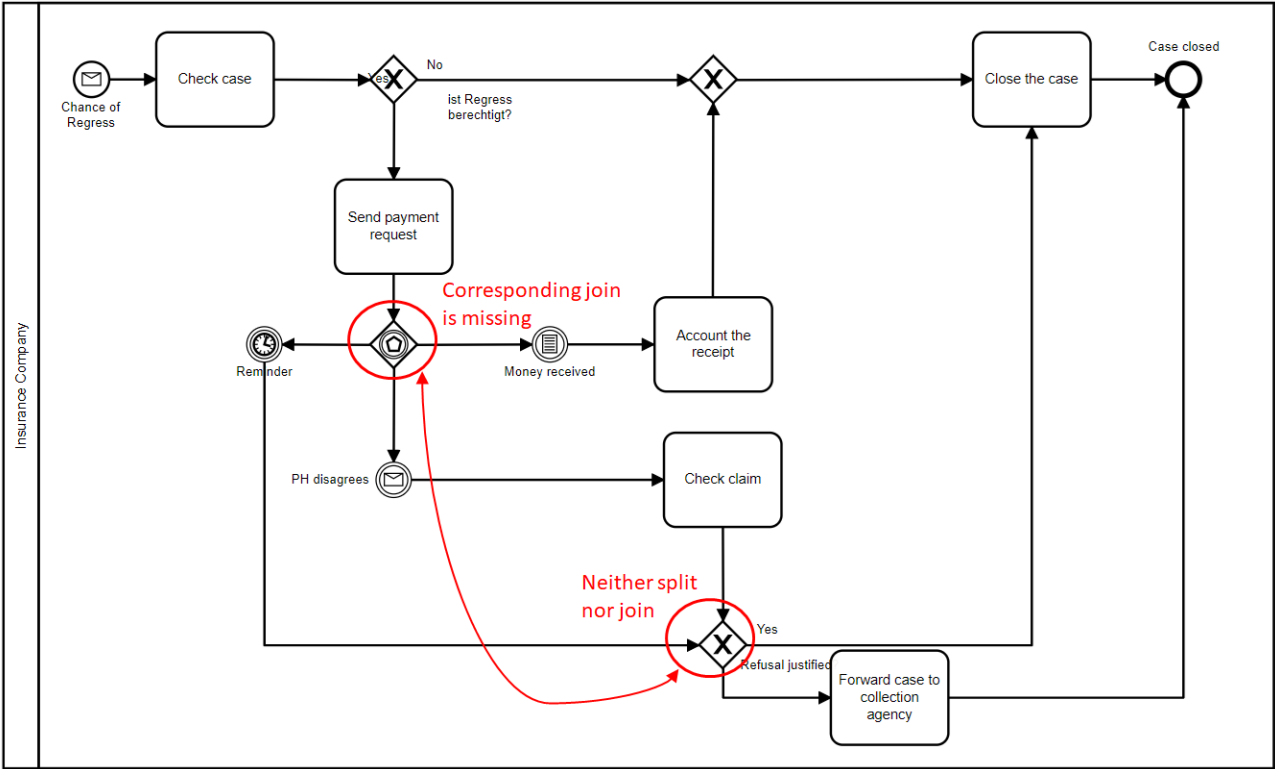 Insurance Company
Chance of
Regress
Check case
Yes
No
ist Regress
berechtigt?
Close the case
Case closed
Send payment
request
Corresponding join
is missing
Reminder
Money received
Account the
receipt
PH disagrees
Check claim
Neither split
nor join
Yes
Refusal justified
Forward case to
collection
agency